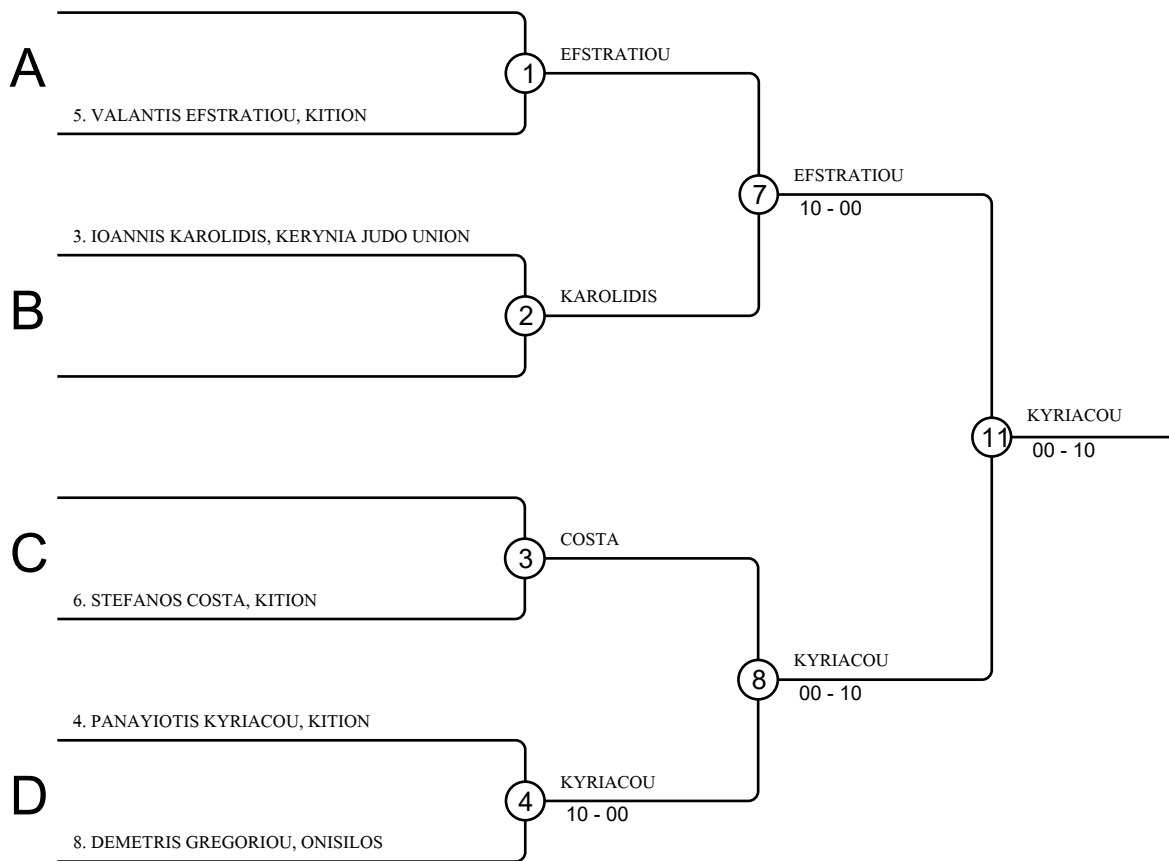 A
1
EFSTRATIOU
5. VALANTIS EFSTRATIOU, KITION
7
EFSTRATIOU
10 - 00
3. IOANNIS KAROLIDIS, KERYNIA JUDO UNION
B
2
KAROLIDIS
11
KYRIACOU
00 - 10
C
3
COSTA
6. STEFANOS COSTA, KITION
8
KYRIACOU
00 - 10
4. PANAYIOTIS KYRIACOU, KITION
D
4
KYRIACOU
10 - 00
8. DEMETRIS GREGORIOU, ONISILOS